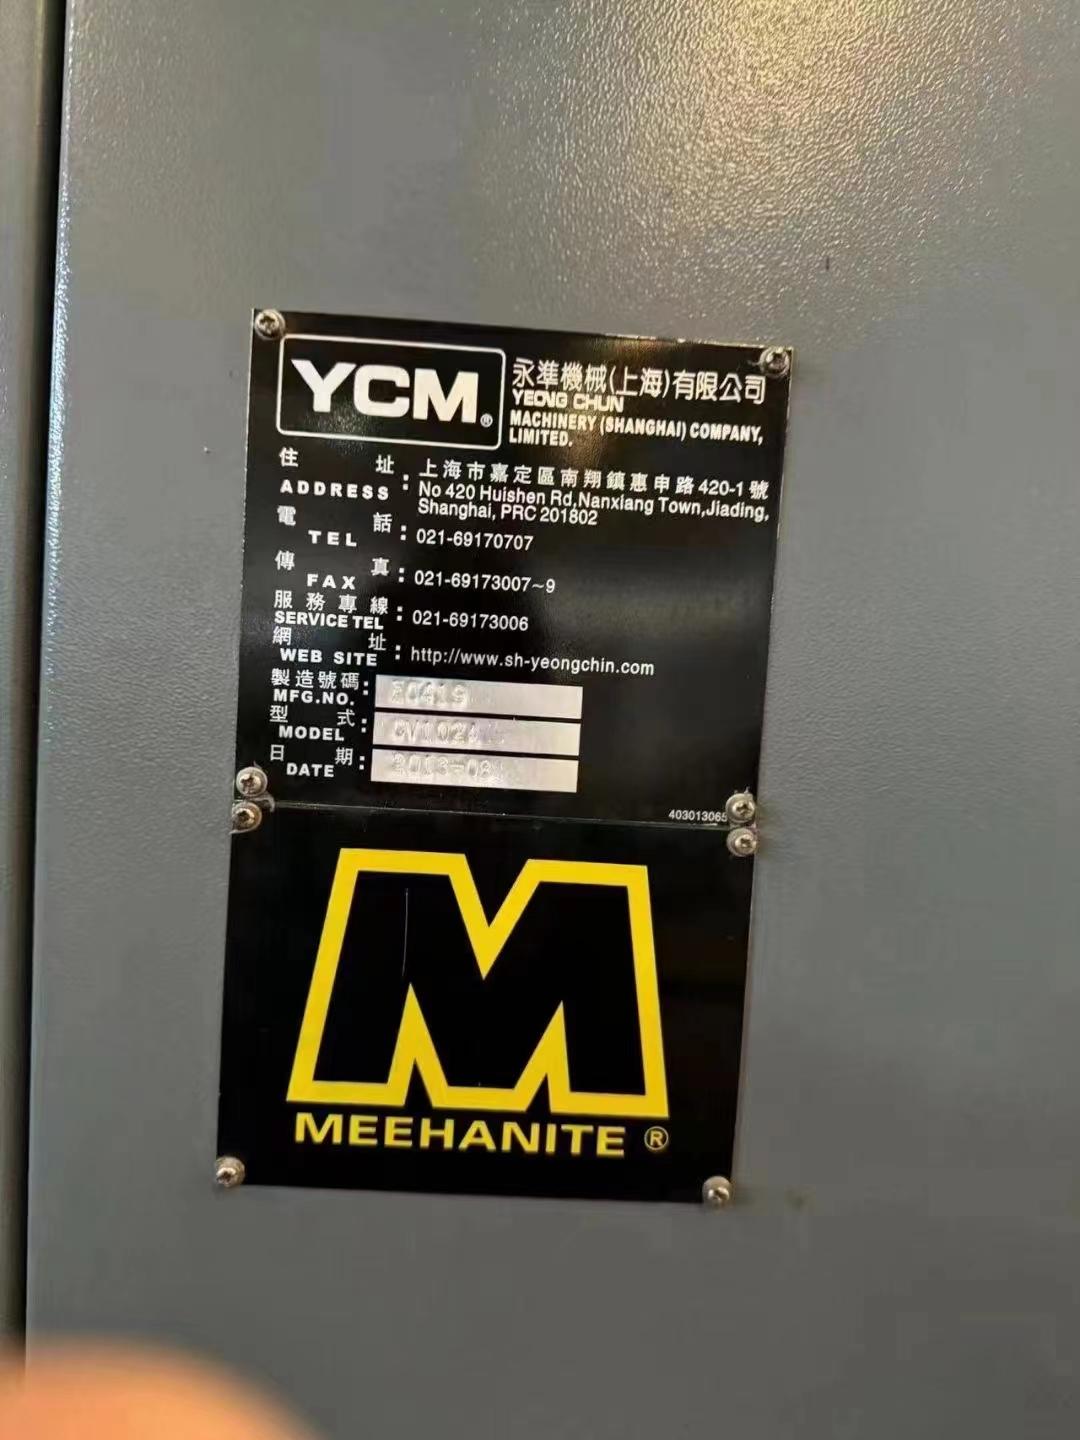 YCM®
永準機械(上海)有限公司
YEONG CHUN
MACHINERY (SHANGHAI) COMPANY,
LIMITED.
住 址 : 上海市嘉定區南翔鎮惠申路420-1號
ADDRESS No 420 Huishen Rd,Nanxiang Town,Jiading,
Shanghai, PRC 201802
電 話 : 021-69170707
TEL
傳 真 : 021-69173007~9
FAX
服務專線 : 021-69173006
SERVICE TEL
網 址 : http://www.sh-yeongchin.com
WEB SITE
製造號碼 :
MFG.NO.
型 式 :
MODEL
日 期 :
DATE
403013065
MEEHANITE ®